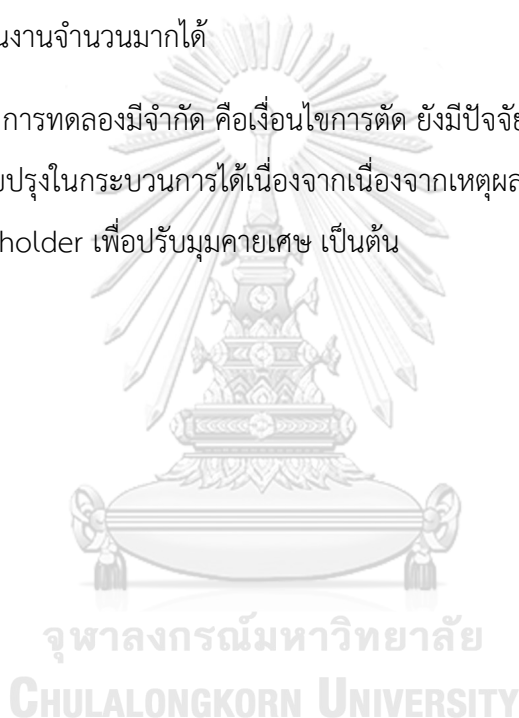 นงานจำนวนมากได้
การทดลองมีจำกัด คือเงื่อนไขการตัด ยังมีปัจจัย
ปรุงในกระบวนการได้เนื่องจากเนื่องจากเหตุผล
holder เพื่อปรับมุมคายเศษ เป็นต้น
จุฬาลงกรณ์มหาวิทยาลัย
CHULALONGKORN UNIVERSITY